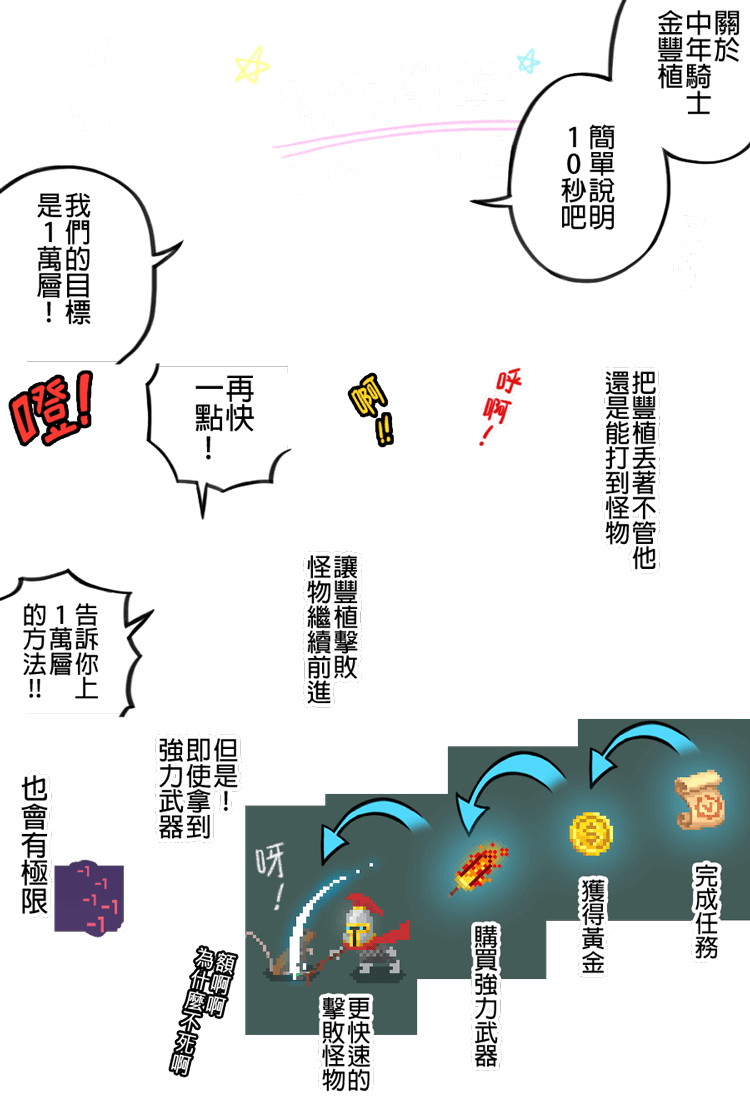 關於
中年騎士
金豐植
簡單說明
10秒吧
我們的目標
是1萬層！
把豐植丟著不管他
還是能打到怪物
呼啊！
啊!!
再快
一點！
噔！
讓豐植擊敗
怪物繼續前進
告訴你上
1萬層
的方法!!
完成任務
獲得黃金
購買強力武器
更快速的
擊敗怪物
呀！
但是！
即使拿到
強力武器
也會有極限
-1
-1
-1
-1
-1
額啊啊
為什麼不死啊